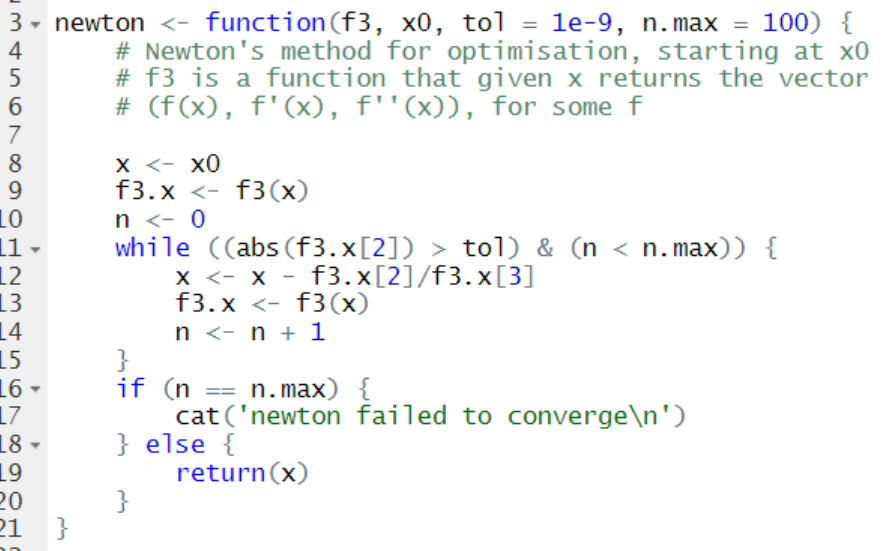 3 newton <- function(f3, x0, tol = 1e-9, n.max = 100) {
4 # Newton's method for optimisation, starting at x0
5 # f3 is a function that given x returns the vector
6 # (f(x), f'(x), f''(x)), for some f
7
8 x <- x0
9 f3.x <- f3(x)
10 n <- 0
11 while ((abs(f3.x[2]) > tol) & (n < n.max)) {
12 x <- x - f3.x[2]/f3.x[3]
13 f3.x <- f3(x)
14 n <- n + 1
15 }
16 if (n == n.max) {
17 cat('newton failed to converge\n')
18 } else {
19 return(x)
20 }
21 }